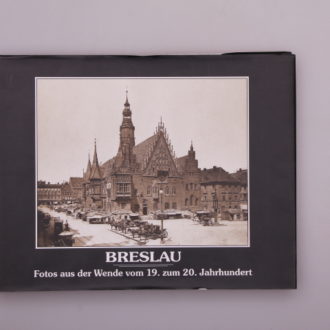 BRESLAU
Fotos aus der Wende vom 19. zum 20. Jahrhundert